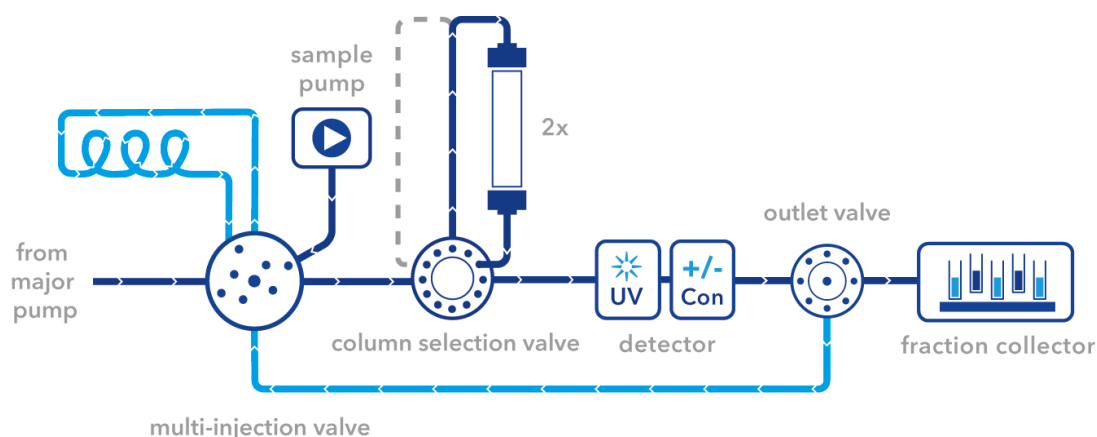 sample
pump
2x
outlet valve
from
major
pump
UV
+/-
Con
column selection valve
detector
fraction collector
multi-injection valve